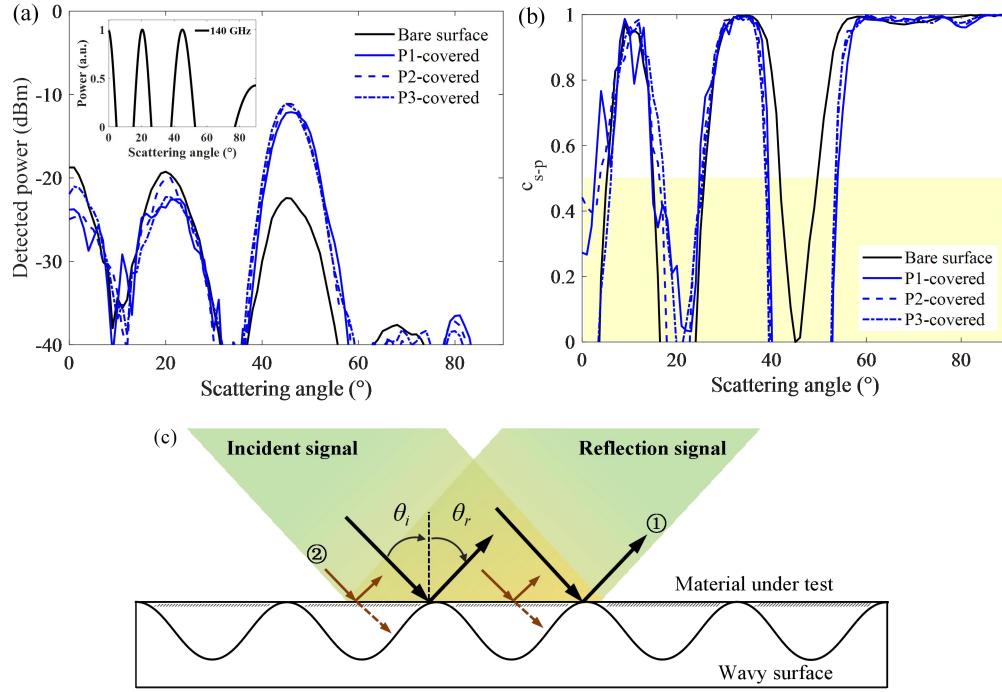 (a)
Detected power (dBm)
0
-10
-20
-30
-40
0
20
40
60
80
Scattering angle (°)
Bare surface
P1-covered
P2-covered
P3-covered
Power (a.u.)
1
0.5
0
0
20
40
60
80
Scattering angle (°)
140 GHz
(b)
c_{s-p}
1
0.8
0.6
0.4
0.2
0
0
20
40
60
80
Scattering angle (°)
Bare surface
P1-covered
P2-covered
P3-covered
(c)
Incident signal
Reflection signal
θ_i
θ_r
①
②
Material under test
Wavy surface